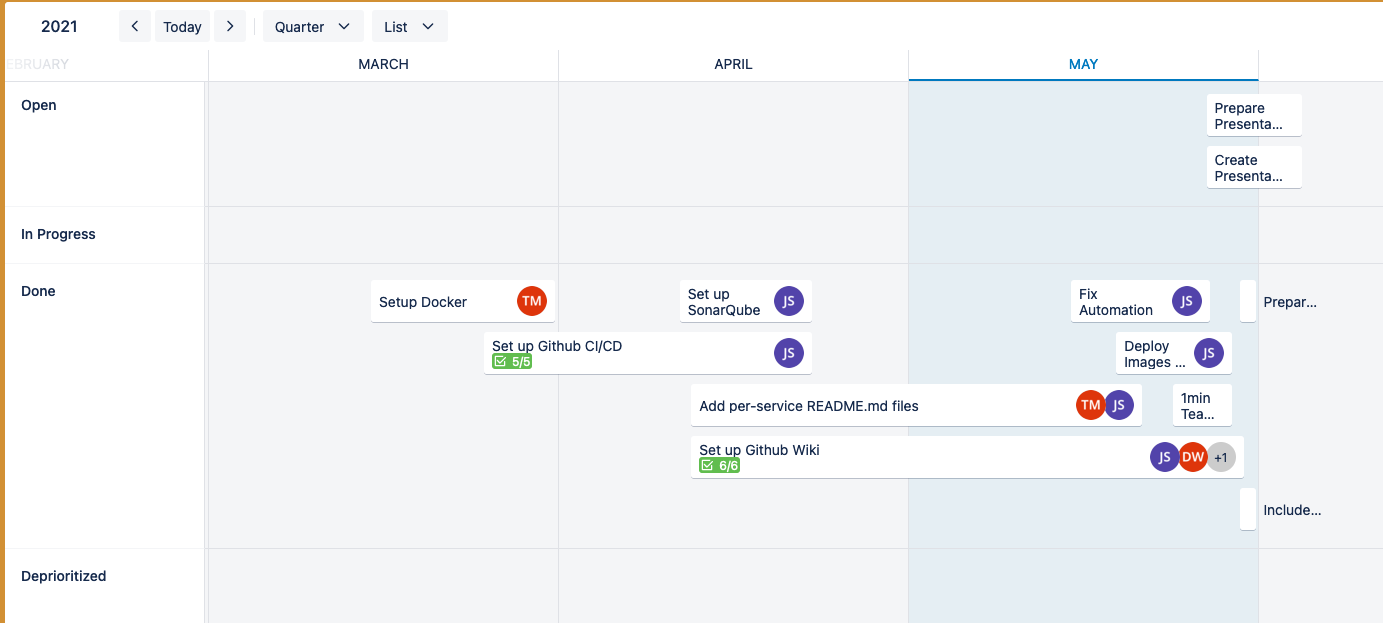 2021 Today Quarter List
EBRUARY MARCH APRIL MAY
Open
Prepare
Presenta...
Create
Presenta...
In Progress
Done
Setup Docker TM
Set up
SonarQube JS
Fix
Automation JS
Prepar...
Set up Github CI/CD
5/5
JS
Deploy
Images ... JS
Add per-service README.md files TM JS
1min
Tea...
Set up Github Wiki
6/6
JS DW +1
Include...
Deprioritized